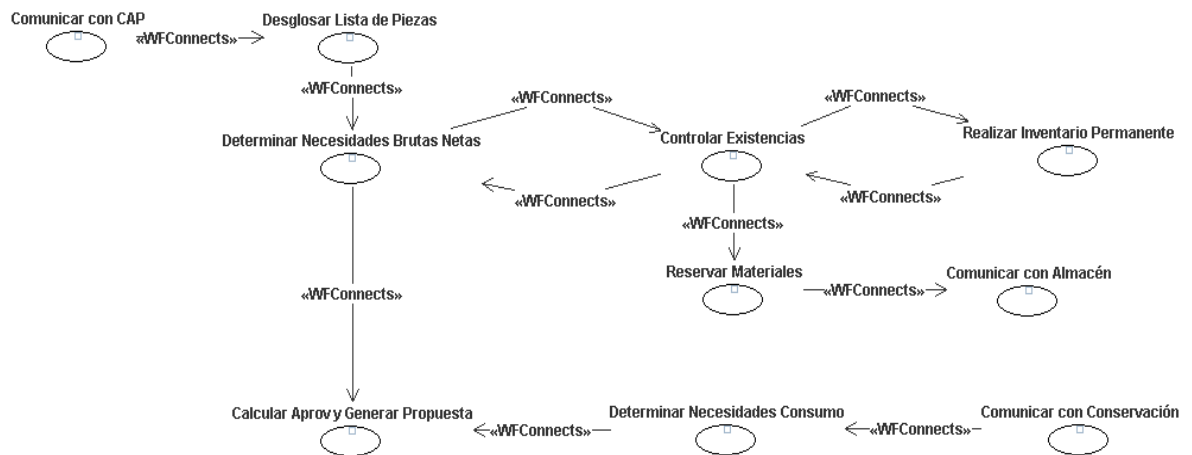 Comunicar con CAP
«WFConnects»
Desglosar Lista de Piezas
«WFConnects»
«WFConnects»
«WFConnects»
Determinar Necesidades Brutas Netas
Controlar Existencias
Realizar Inventario Permanente
«WFConnects»
«WFConnects»
«WFConnects»
Reservar Materiales
«WFConnects»
Comunicar con Almacén
«WFConnects»
Calcular Aprov y Generar Propuesta
«WFConnects»
Determinar Necesidades Consumo
«WFConnects»
Comunicar con Conservación